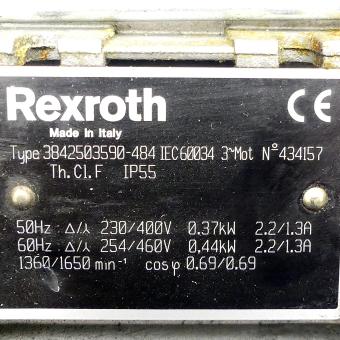 Rexroth CE
Made in Italy
Type 3842503590-484 IEC60034 3~Mot N°434157
Th.Cl.F IP55
50Hz: Δ/⅄ 230/400V 0.37kW 2.2/1.3A
60Hz: Δ/⅄ 254/460V 0.44kW 2.2/1.3A
1360/1650 min⁻¹ cosφ 0.69/0.69